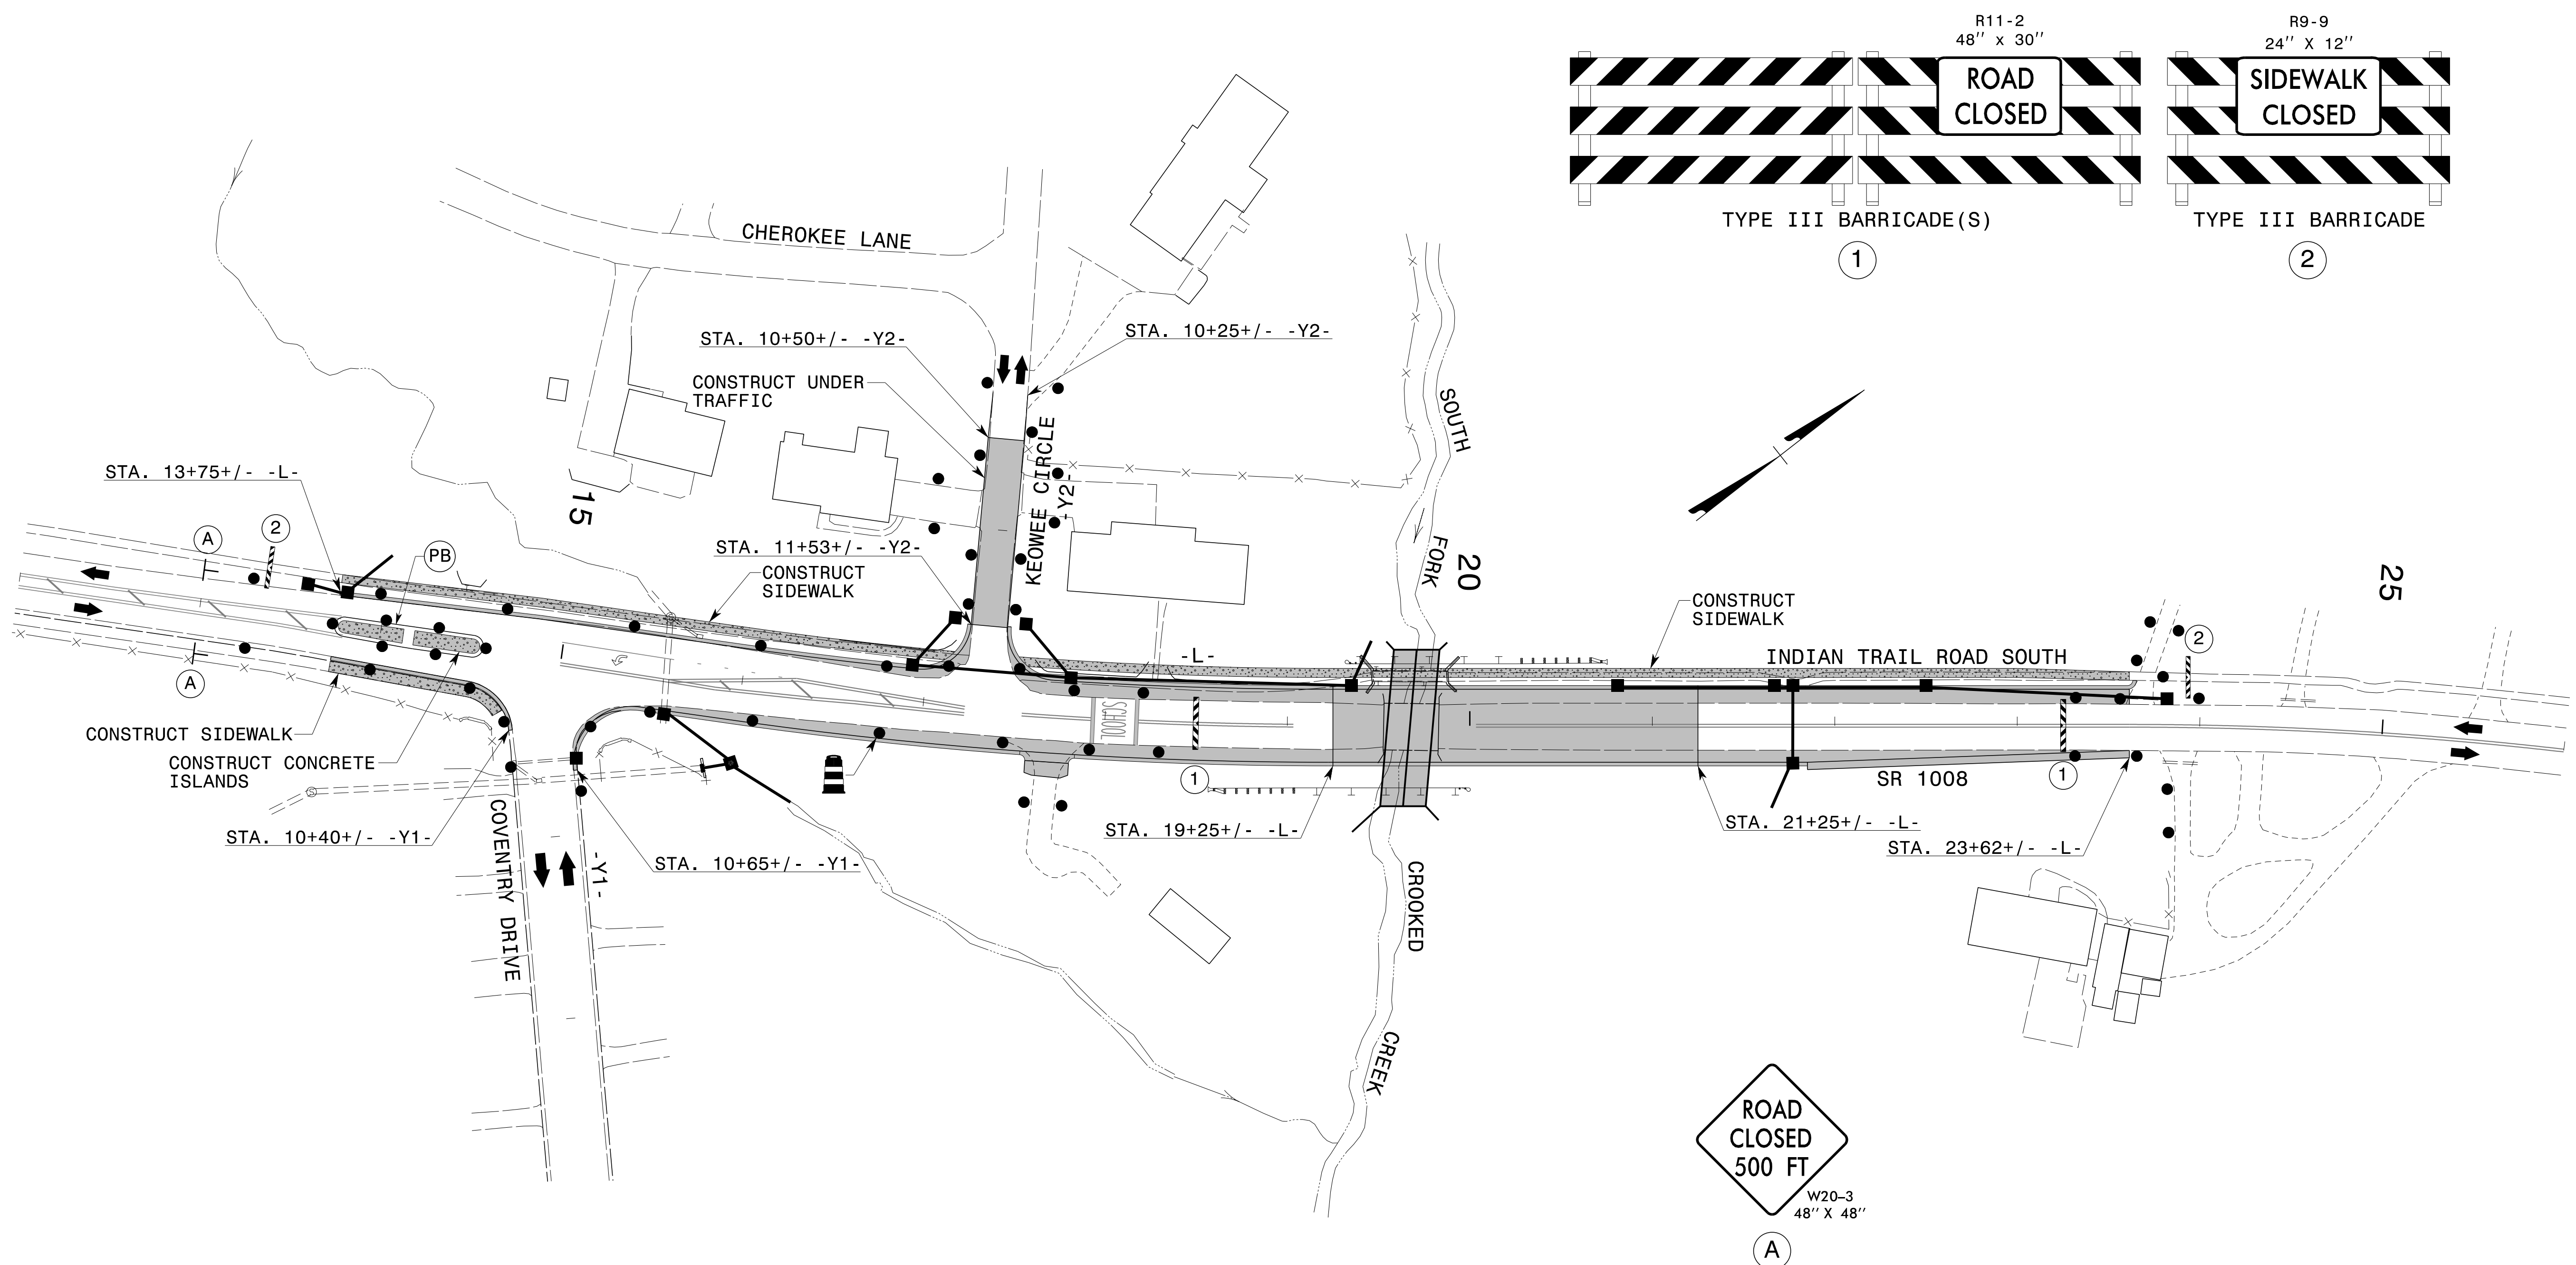 R11-2
48'' x 30''
R9-9
24'' X 12''
ROAD
CLOSED
SIDEWALK
CLOSED
TYPE III BARRICADE(S)
TYPE III BARRICADE
1
2
CHEROKEE LANE
STA. 10+50+/- -Y2-
STA. 10+25+/- -Y2-
CONSTRUCT UNDER
TRAFFIC
KEOWEE CIRCLE
-Y2-
SOUTH
FORK
STA. 13+75+/- -L-
15
20
25
A
2
PB
STA. 11+53+/- -Y2-
CONSTRUCT
SIDEWALK
CONSTRUCT
SIDEWALK
2
-L-
INDIAN TRAIL ROAD SOUTH
A
SCHOOL
CONSTRUCT SIDEWALK
CONSTRUCT CONCRETE
ISLANDS
S
1
1
SR 1008
STA. 10+40+/- -Y1-
COVENTRY DRIVE
-Y1-
STA. 10+65+/- -Y1-
STA. 19+25+/- -L-
STA. 21+25+/- -L-
STA. 23+62+/- -L-
CROOKED
CREEK
ROAD
CLOSED
500 FT
W20-3
48'' X 48''
A